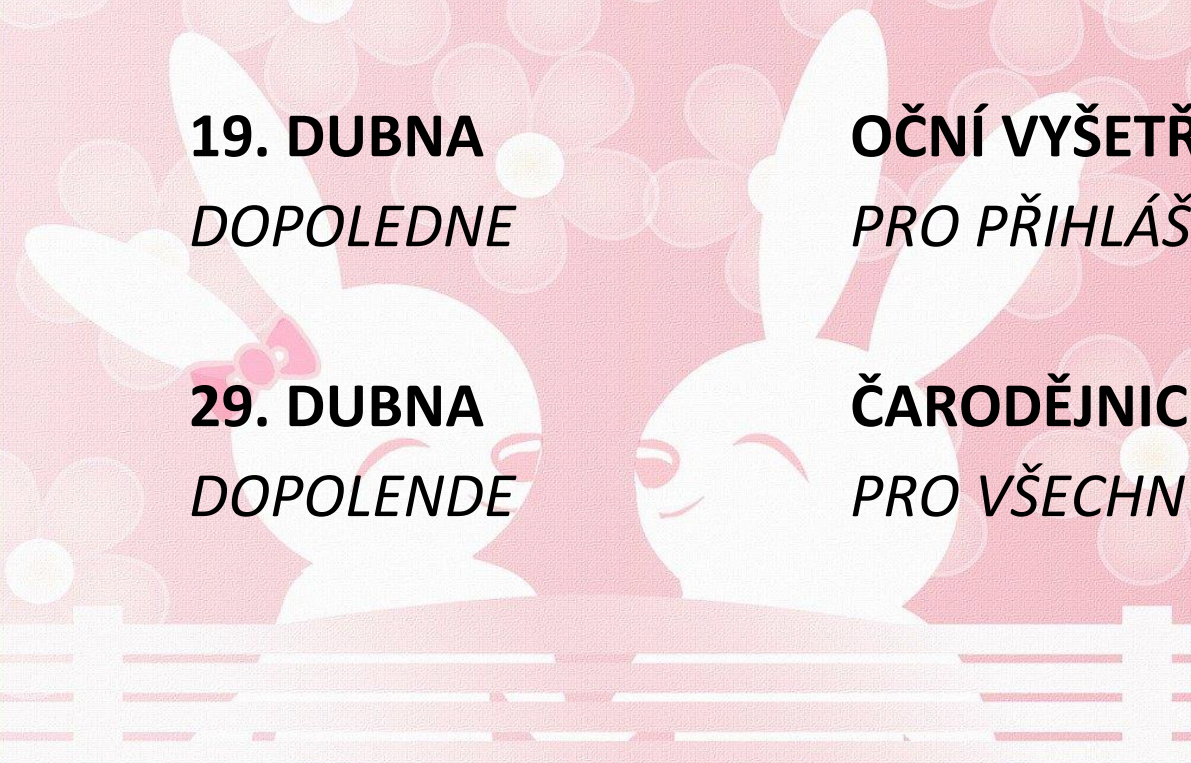 19. DUBNA
OČNÍ VYŠETŘ
DOPOLEDNE
PRO PŘIHLÁŠ
29. DUBNA
ČARODĚJNIC
DOPOLENDE
PRO VŠECHN